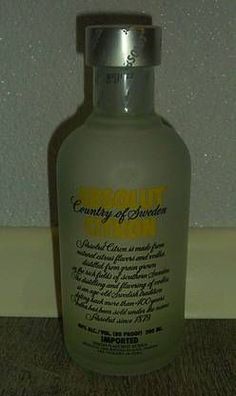 ABSOLUT
Country of Sweden
CITRON
Absolut Citron is made from
natural citrus flavors and vodka
distilled from grain grown
in the rich fields of southern Sweden.
The distilling and flavoring of vodka
is an age-old Swedish tradition
dating back more than 400 years.
Vodka has been sold under the name
Absolut since 1879.
40% ALC./VOL. (80 PROOF) 200 ML.
IMPORTED